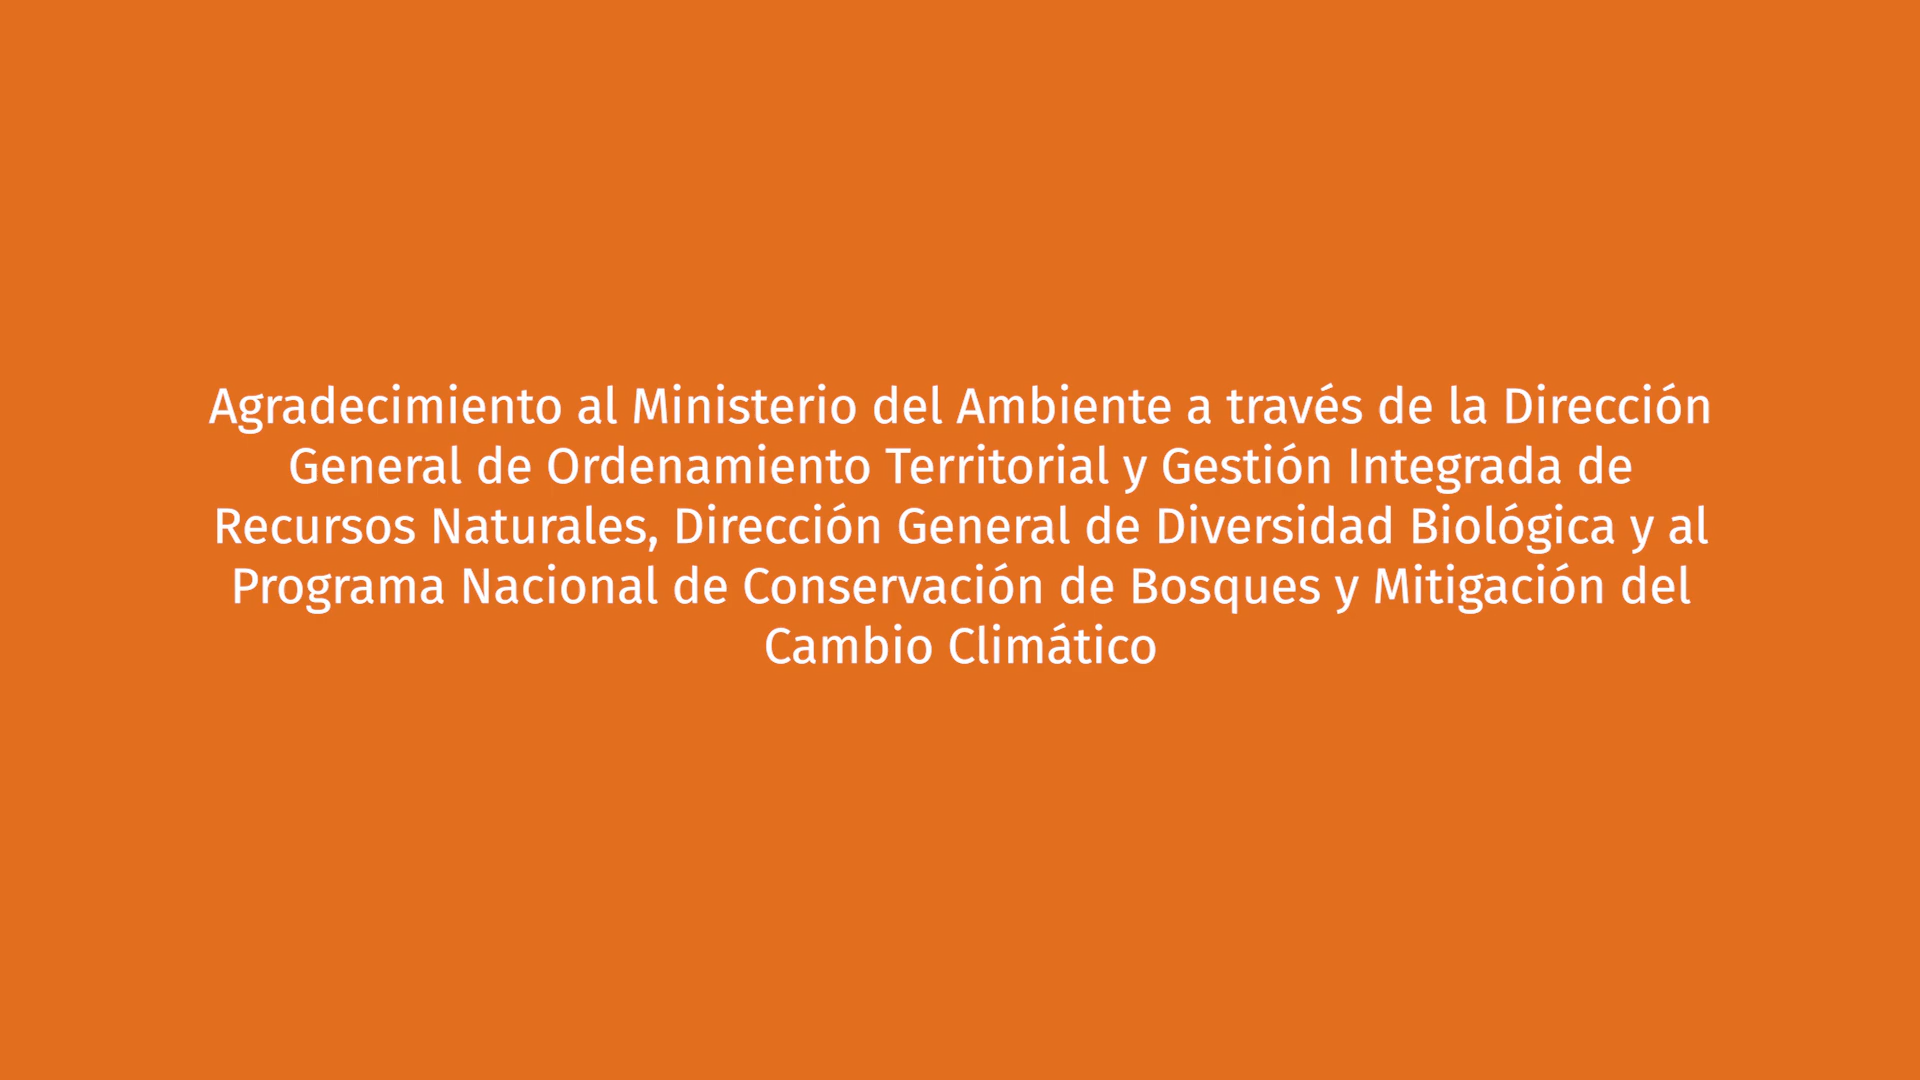 Agradecimiento al Ministerio del Ambiente a través de la Dirección
General de Ordenamiento Territorial y Gestión Integrada de
Recursos Naturales, Dirección General de Diversidad Biológica y al
Programa Nacional de Conservación de Bosques y Mitigación del
Cambio Climático